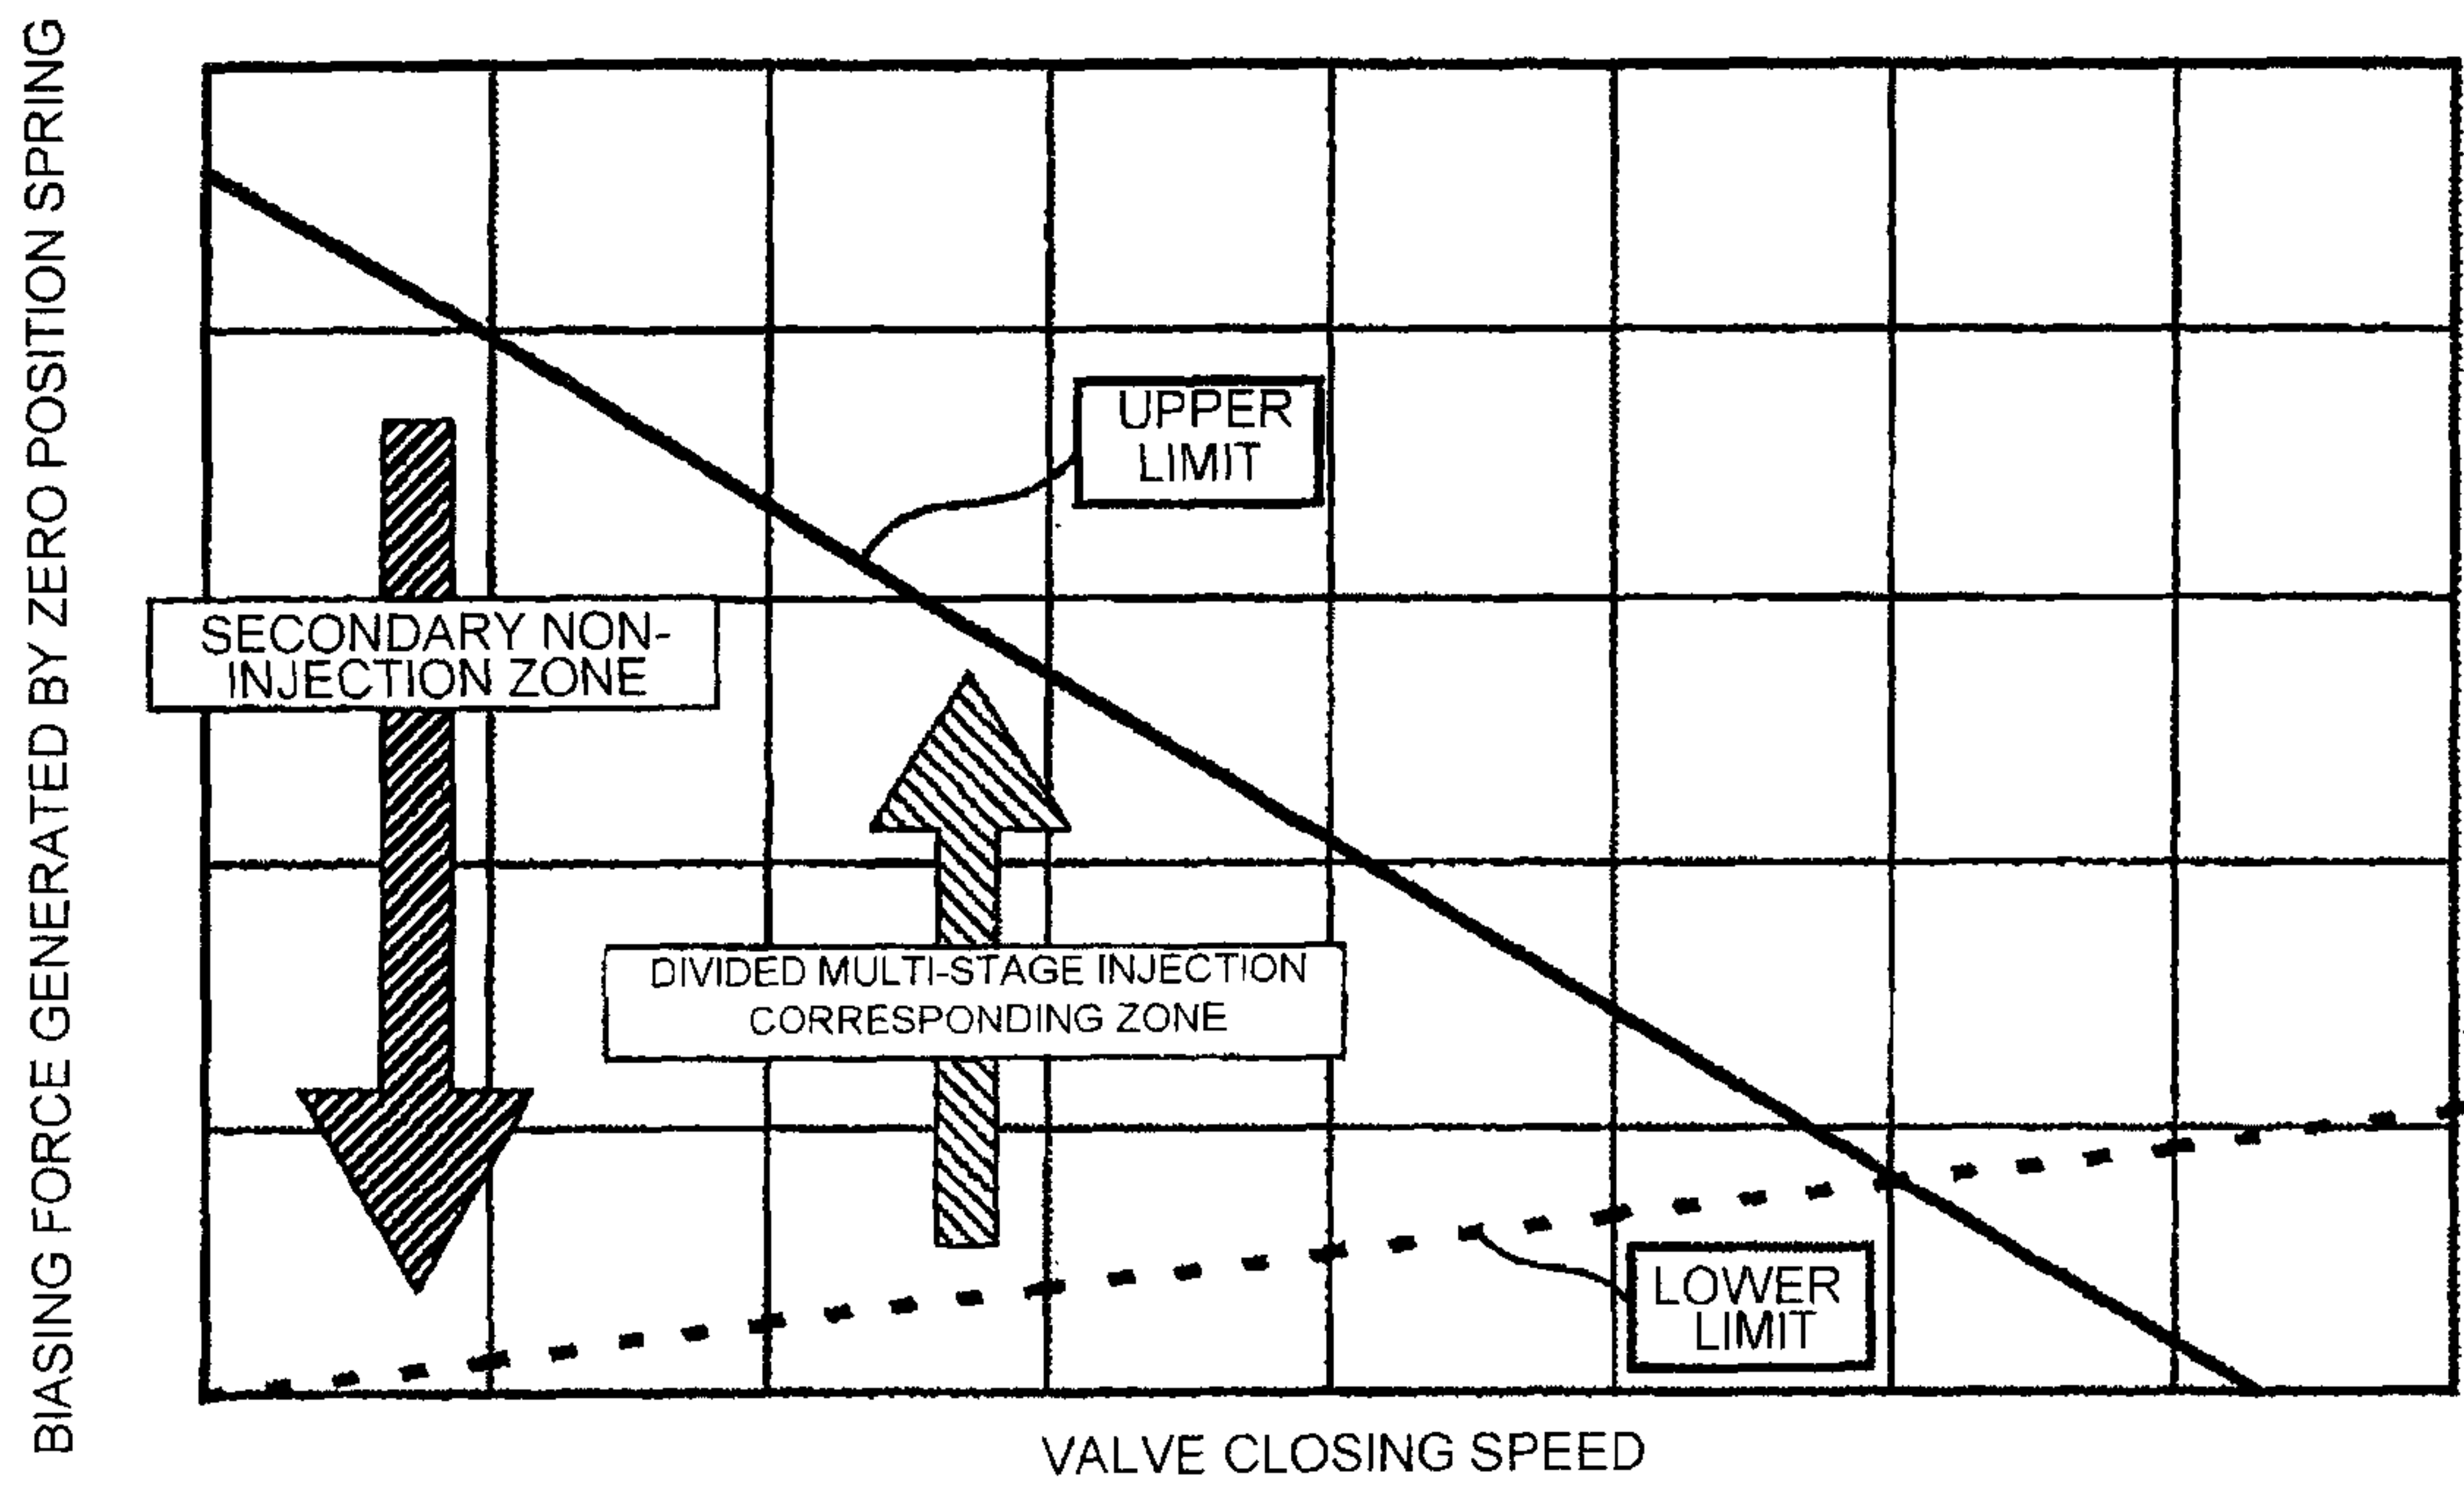 BIASING FORCE GENERATED BY ZERO POSITION SPRING
UPPER
LIMIT
SECONDARY NON-
INJECTION ZONE
DIVIDED MULTI-STAGE INJECTION
CORRESPONDING ZONE
LOWER
LIMIT
VALVE CLOSING SPEED